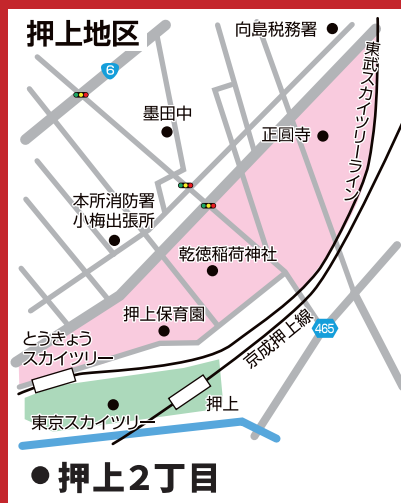 押上地区
向島税務署
6
東武スカイツリーライン
墨田中
正圓寺
本所消防署
小梅出張所
乾徳稲荷神社
押上保育園
とうきょう
スカイツリー
京成押上線
465
押上
東京スカイツリー
●押上2丁目